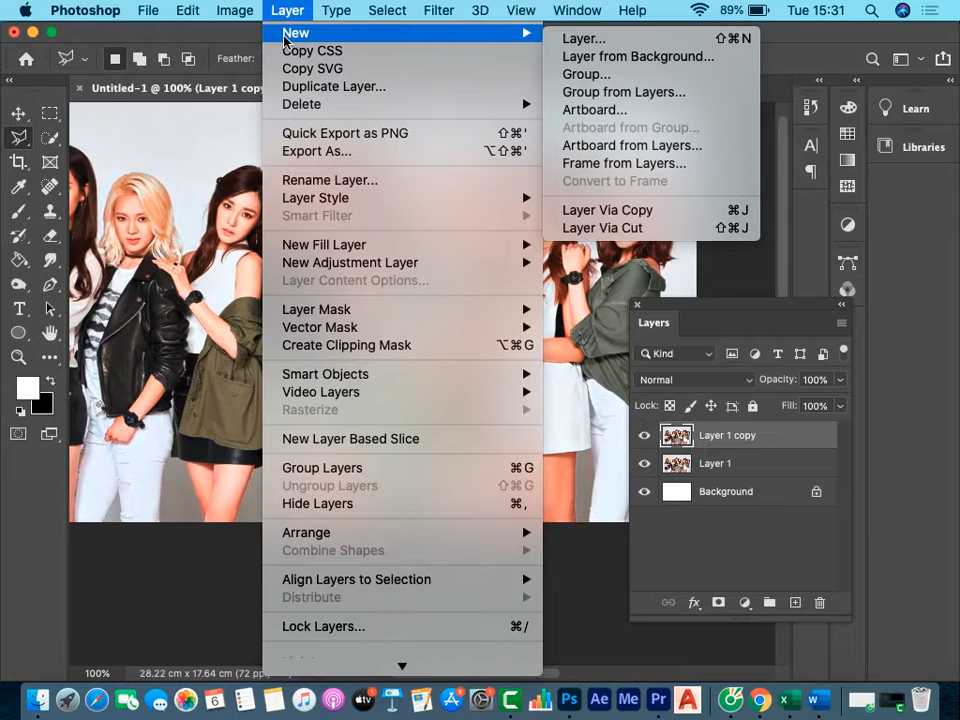 Photoshop File Edit Image Layer Type Select Filter 3D View Window Help 89% Tue 15:31
Feather:
Untitled-1 @ 100% (Layer 1 copy
New
Copy CSS
Copy SVG
Duplicate Layer...
Delete
Quick Export as PNG ⇧⌘'
Export As... ⌥⇧⌘'
Rename Layer...
Layer Style
Smart Filter
New Fill Layer
New Adjustment Layer
Layer Content Options...
Layer Mask
Vector Mask
Create Clipping Mask ⌥⌘G
Smart Objects
Video Layers
Rasterize
New Layer Based Slice
Group Layers ⌘G
Ungroup Layers ⇧⌘G
Hide Layers ⌘,
Arrange
Combine Shapes
Align Layers to Selection
Distribute
Lock Layers... ⌘/
Layer... ⇧⌘N
Layer from Background...
Group...
Group from Layers...
Artboard...
Artboard from Group...
Artboard from Layers...
Frame from Layers...
Convert to Frame
Layer Via Copy ⌘J
Layer Via Cut ⇧⌘J
Learn
Libraries
Layers
Kind
Normal Opacity: 100%
Lock: Fill: 100%
Layer 1 copy
Layer 1
Background
fx
100% 28.22 cm x 17.64 cm (72 pp
6 tv Ps Ae Me Pr